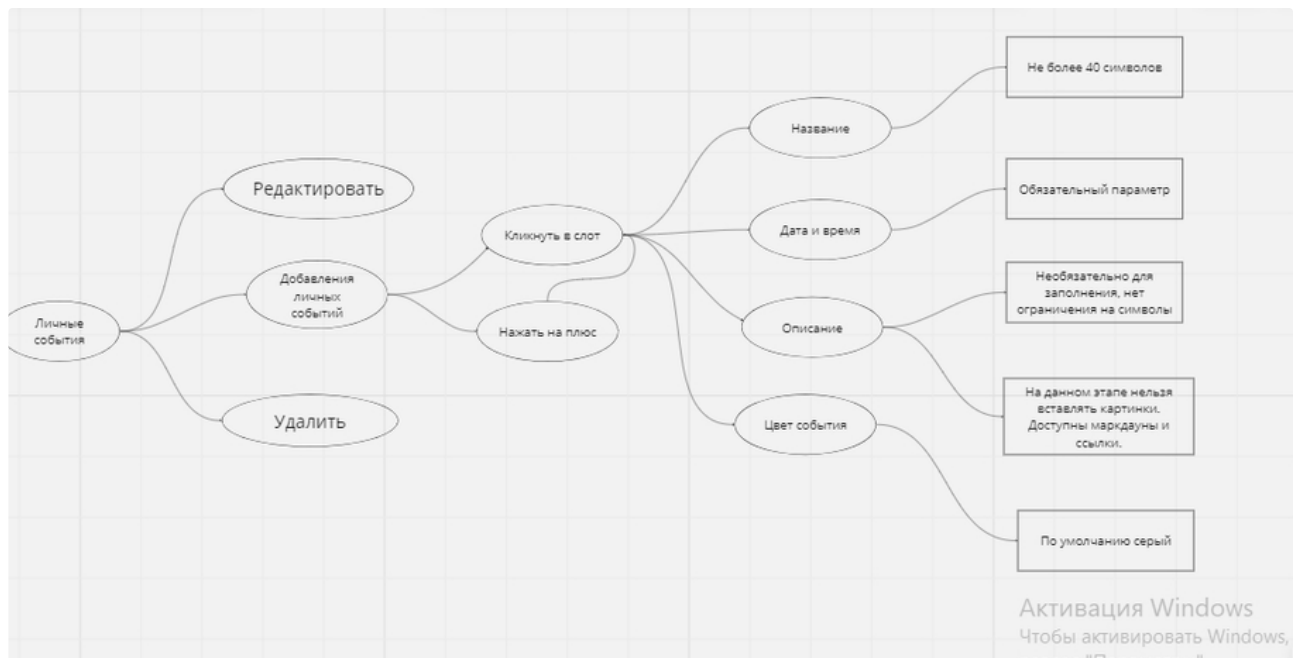 Не более 40 символов
Название
Редактировать
Обязательный параметр
Кликнуть в слот
Дата и время
Добавления
личных
событий
Необязательно для
заполнения, нет
ограничения на символы
Личные
события
Нажать на плюс
Описание
На данном этапе нельзя
вставлять картинки.
Доступны маркдауны и
ссылки.
Удалить
Цвет события
По умолчанию серый
Активация Windows
Чтобы активировать Windows,